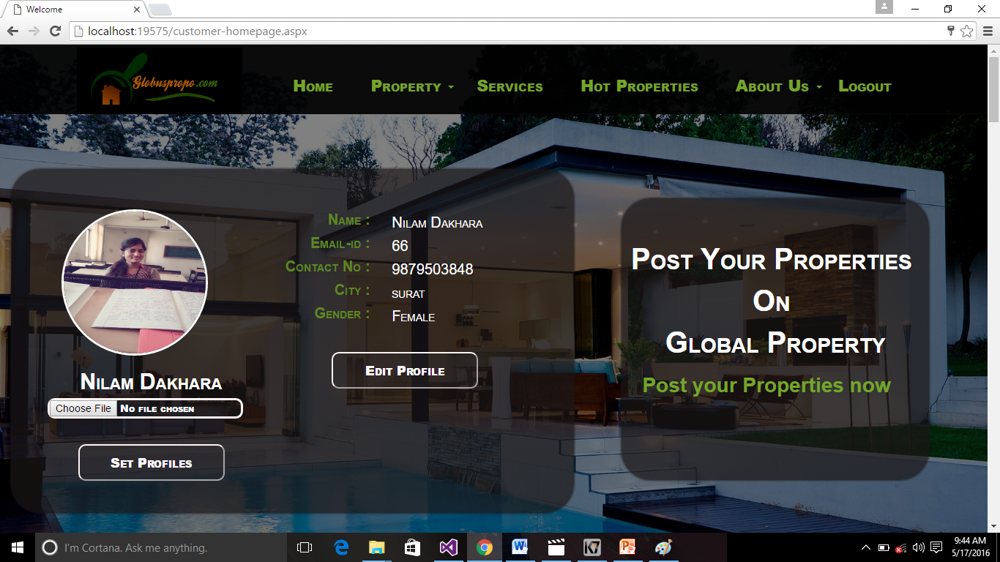 Welcome
localhost:19575/customer-homepage.aspx
Globuspropo.com
Home Property Services Hot Properties About Us Logout
Name : Nilam Dakhara
Email-id : 66
Contact No : 9879503848
City : surat
Gender : Female
Edit Profile
Nilam Dakhara
Choose File No file chosen
Set Profiles
Post Your Properties
On
Global Property
Post your Properties now
I'm Cortana. Ask me anything.
9:44 AM
5/17/2016